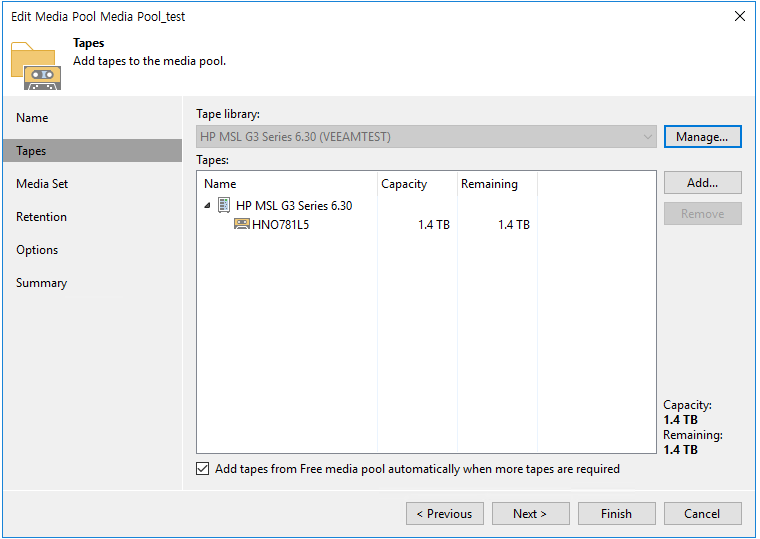 Edit Media Pool Media Pool_test
Tapes
Add tapes to the media pool.
Name
Tapes
Media Set
Retention
Options
Summary
Tape library:
HP MSL G3 Series 6.30 (VEEAMTEST)
Manage...
Tapes:
Name Capacity Remaining
HP MSL G3 Series 6.30
HNO781L5 1.4 TB 1.4 TB
Add...
Remove
Capacity:
1.4 TB
Remaining:
1.4 TB
Add tapes from Free media pool automatically when more tapes are required
< Previous Next > Finish Cancel